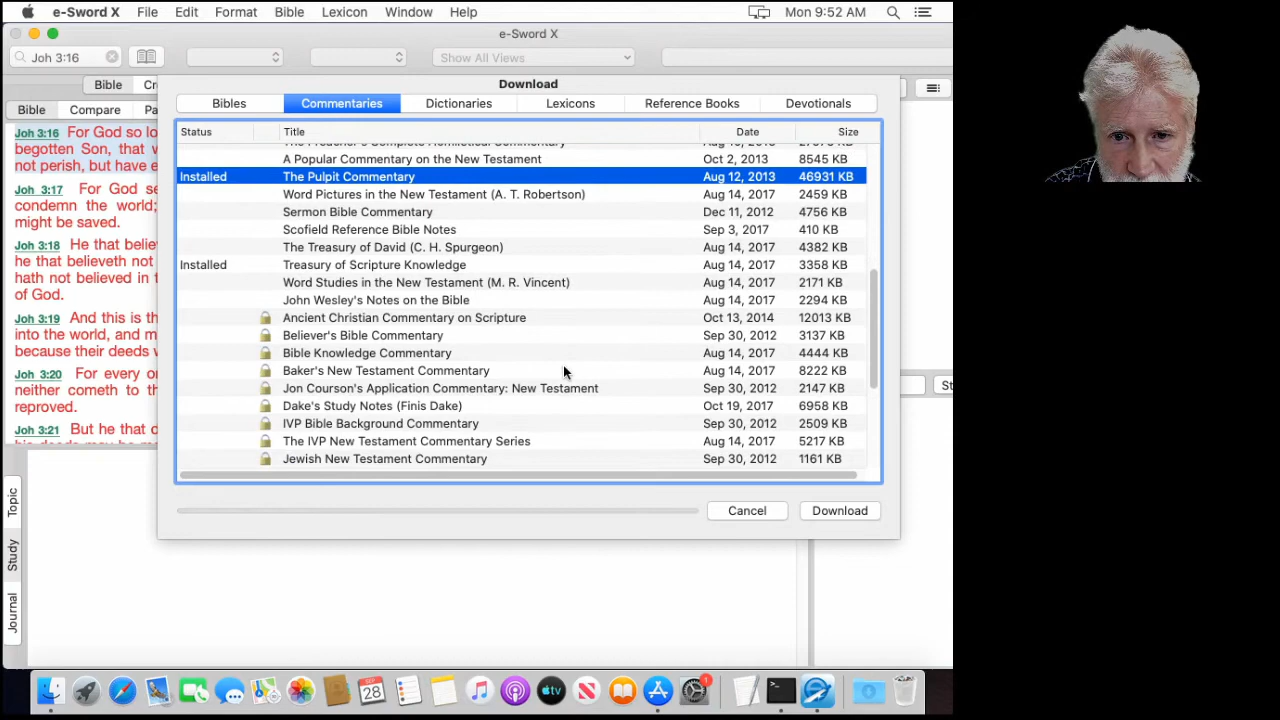 e-Sword X File Edit Format Bible Lexicon Window Help Mon 9:52 AM
e-Sword X
Joh 3:16 Show All Views
Download
Bible
Bibles Commentaries Dictionaries Lexicons Reference Books Devotionals
Bible Compare
Status Title Date Size
Joh 3:16 For God so
begotten Son, that
not perish, but have
Joh 3:17 For God
condemn the world;
might be saved.
Joh 3:18 He that
he that believeth not
hath not believed in
of God.
Joh 3:19 And this is
into the world, and
because their deeds
Joh 3:20 For every
neither cometh to
reproved.
Joh 3:21 But he that
A Popular Commentary on the New Testament Oct 2, 2013 8545 KB
Installed The Pulpit Commentary Aug 12, 2013 46931 KB
Word Pictures in the New Testament (A. T. Robertson) Aug 14, 2017 2459 KB
Sermon Bible Commentary Dec 11, 2012 4756 KB
Scofield Reference Bible Notes Sep 3, 2017 410 KB
The Treasury of David (C. H. Spurgeon) Aug 14, 2017 4382 KB
Installed Treasury of Scripture Knowledge Aug 14, 2017 3358 KB
Word Studies in the New Testament (M. R. Vincent) Aug 14, 2017 2171 KB
John Wesley's Notes on the Bible Aug 14, 2017 2294 KB
Ancient Christian Commentary on Scripture Oct 13, 2014 12013 KB
Believer's Bible Commentary Sep 30, 2012 3137 KB
Bible Knowledge Commentary Aug 14, 2017 4444 KB
Baker's New Testament Commentary Aug 14, 2017 8222 KB
Jon Courson's Application Commentary: New Testament Sep 30, 2012 2147 KB
Dake's Study Notes (Finis Dake) Oct 19, 2017 6958 KB
IVP Bible Background Commentary Sep 30, 2012 2509 KB
The IVP New Testament Commentary Series Aug 14, 2017 5217 KB
Jewish New Testament Commentary Sep 30, 2012 1161 KB
Cancel Download
Topic
Study
Journal
SEP
28
tv
1